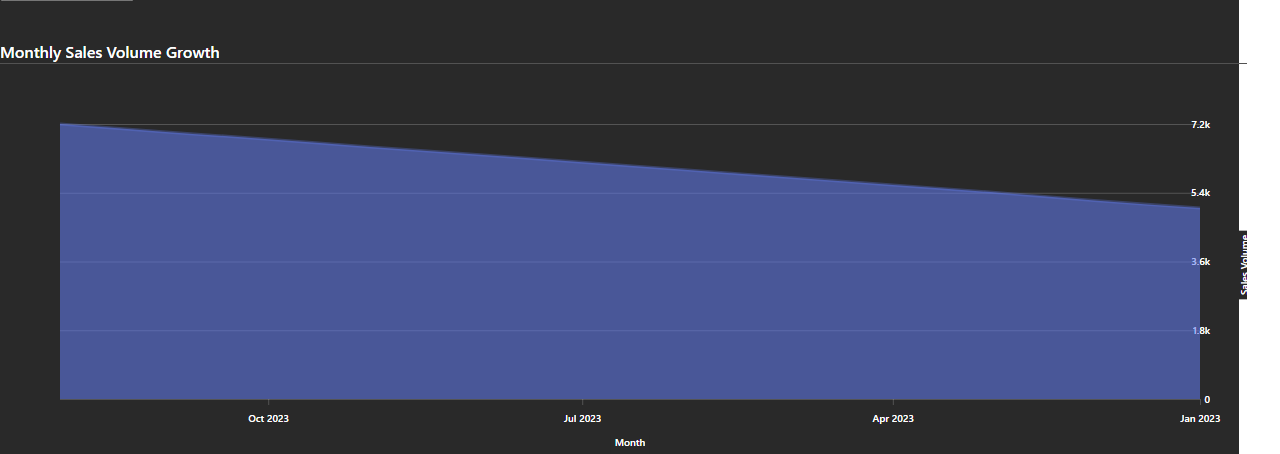 Monthly Sales Volume Growth
7.2k
5.4k
3.6k
1.8k
0
Sales Volume
Oct 2023
Jul 2023
Apr 2023
Jan 2023
Month